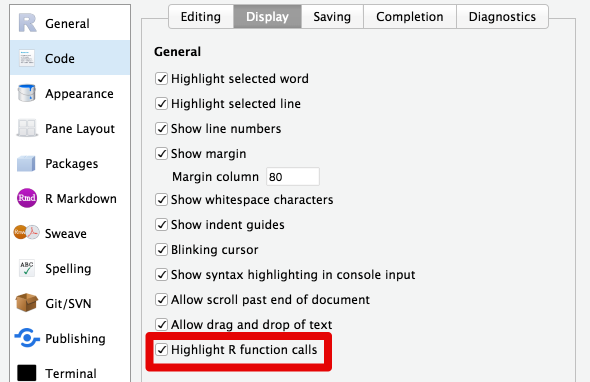 General
Code
Appearance
Pane Layout
Packages
Rmd R Markdown
Rnw Sweave
ABC Spelling
Git/SVN
Publishing
Terminal
Editing Display Saving Completion Diagnostics
General
Highlight selected word
Highlight selected line
Show line numbers
Show margin
Margin column 80
Show whitespace characters
Show indent guides
Blinking cursor
Show syntax highlighting in console input
Allow scroll past end of document
Allow drag and drop of text
Highlight R function calls